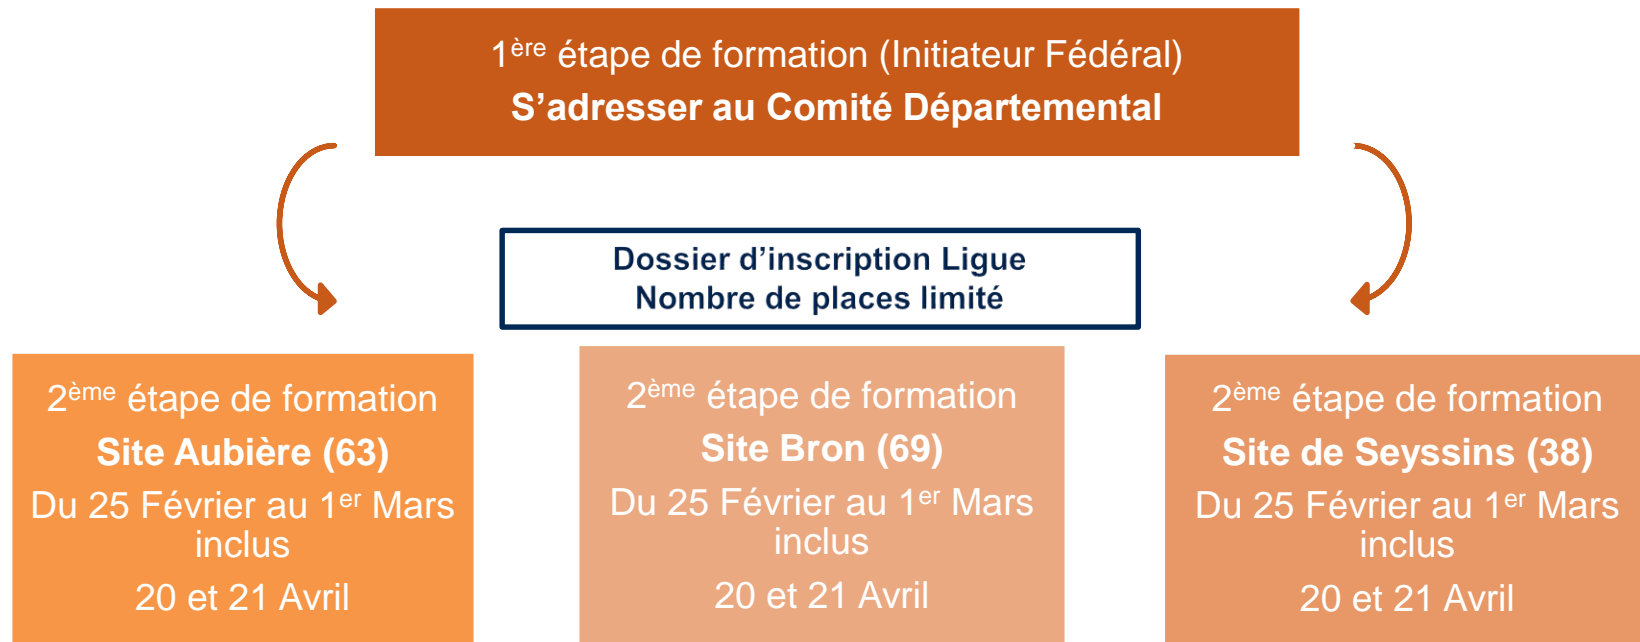 1ère étape de formation (Initiateur Fédéral)
S’adresser au Comité Départemental
Dossier d’inscription Ligue
Nombre de places limité
2ème étape de formation
Site Aubière (63)
Du 25 Février au 1er Mars
inclus
20 et 21 Avril
2ème étape de formation
Site Bron (69)
Du 25 Février au 1er Mars
inclus
20 et 21 Avril
2ème étape de formation
Site de Seyssins (38)
Du 25 Février au 1er Mars
inclus
20 et 21 Avril